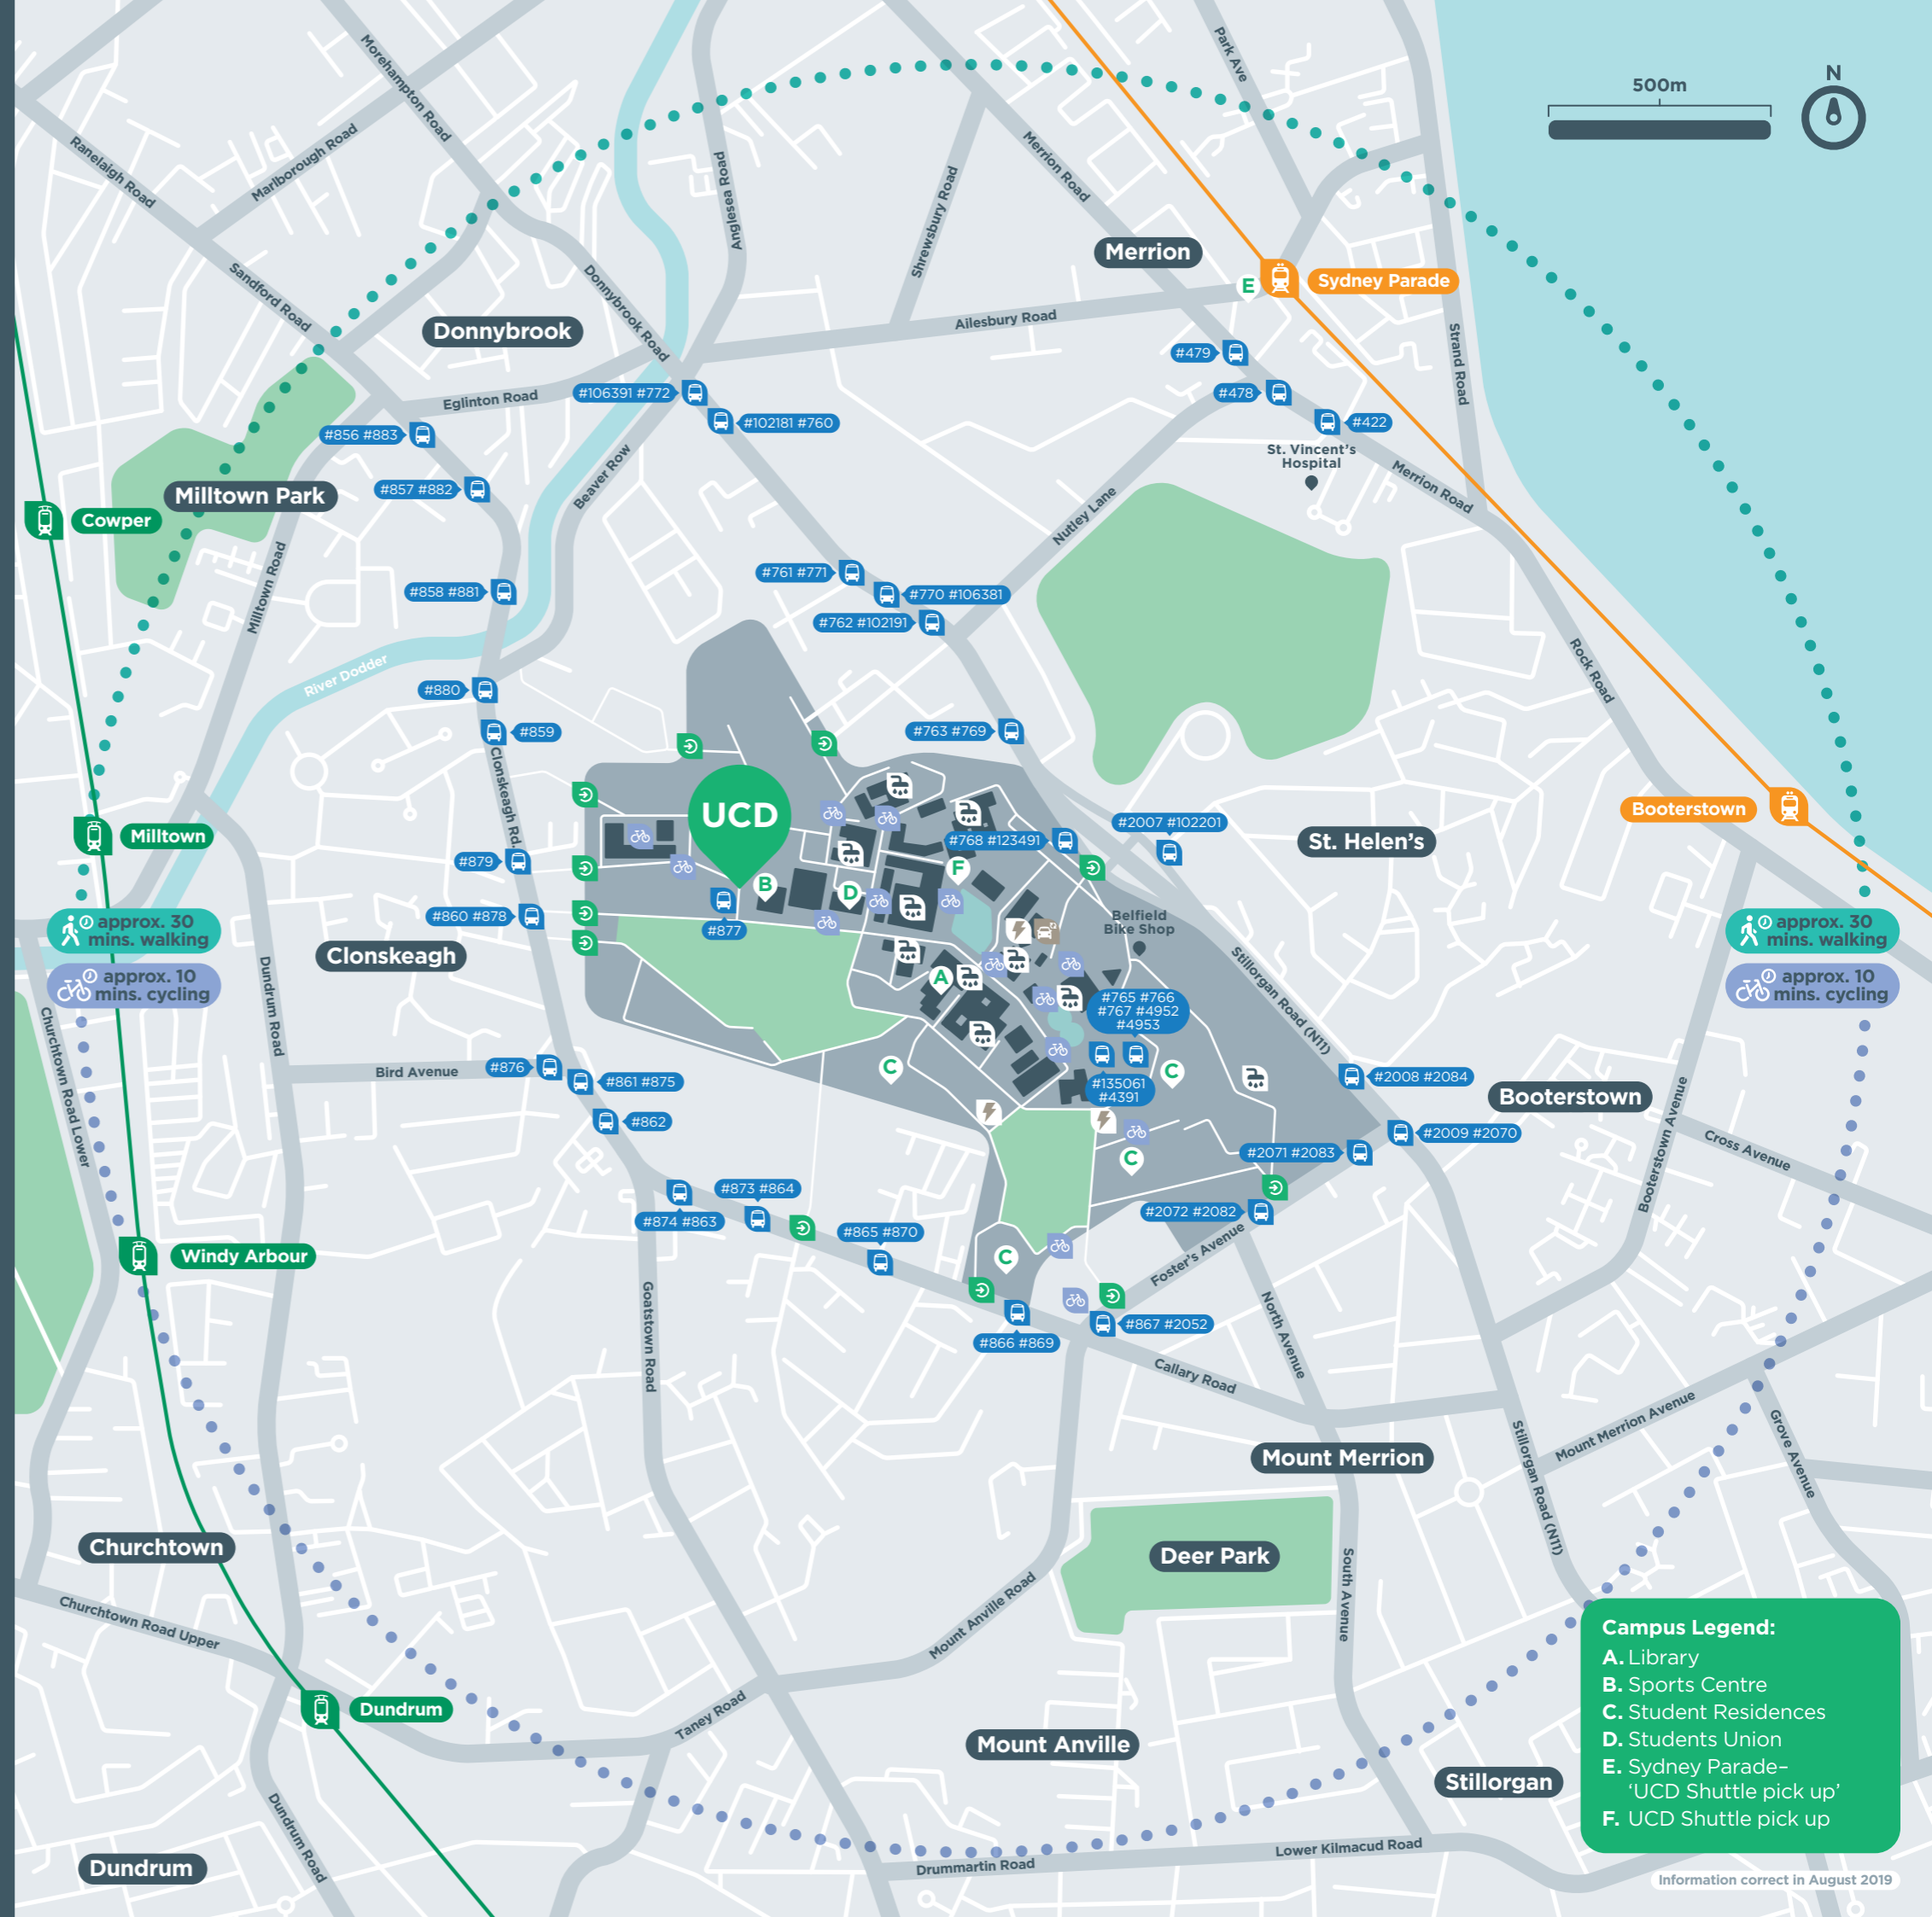 500m
N
Park Ave
Morehampton Road
Marlborough Road
Ranelaigh Road
Anglesea Road
Shrewsbury Road
Merrion Road
Merrion
Sydney Parade
E
Sandford Road
Donnybrook Road
Donnybrook
Ailesbury Road
Strand Road
#479
#478
#422
Eglinton Road
#106391 #772
#102181 #760
#856 #883
#857 #882
St. Vincent's
Hospital
Merrion Road
Milltown Park
Cowper
Beaver Row
Nutley Lane
Milltown Road
#858 #881
#761 #771
#770 #106381
#762 #102191
River Dodder
Rock Road
#880
#859
#763 #769
Clonskeagh Rd.
UCD
Milltown
Booterstown
#2007 #102201
#768 #123491
St. Helen's
#879
F
B
D
#860 #878
#877
Belfield
Bike Shop
approx. 30
mins. walking
approx. 10
mins. cycling
approx. 30
mins. walking
approx. 10
mins. cycling
Clonskeagh
Dundrum Road
A
Stillorgan Road (N11)
#765 #766
#767 #4952
#4953
Churchtown Road Lower
Bird Avenue
#876
#861 #875
#862
C
C
#135061
#4391
#2008 #2084
Booterstown
Booterstown Avenue
#2009 #2070
Cross Avenue
#2071 #2083
C
#873 #864
#874 #863
#865 #870
#2072 #2082
Windy Arbour
C
Foster's Avenue
Goatstown Road
North Avenue
#866 #869
#867 #2052
Callary Road
Mount Merrion Avenue
Grove Avenue
Stillorgan Road (N11)
Mount Merrion
Churchtown
Deer Park
South Avenue
Churchtown Road Upper
Mount Anville Road
Dundrum
Taney Road
Mount Anville
Stillorgan
Dundrum Road
Dundrum
Drummartin Road
Lower Kilmacud Road
Campus Legend:
A. Library
B. Sports Centre
C. Student Residences
D. Students Union
E. Sydney Parade–
‘UCD Shuttle pick up’
F. UCD Shuttle pick up
Information correct in August 2019